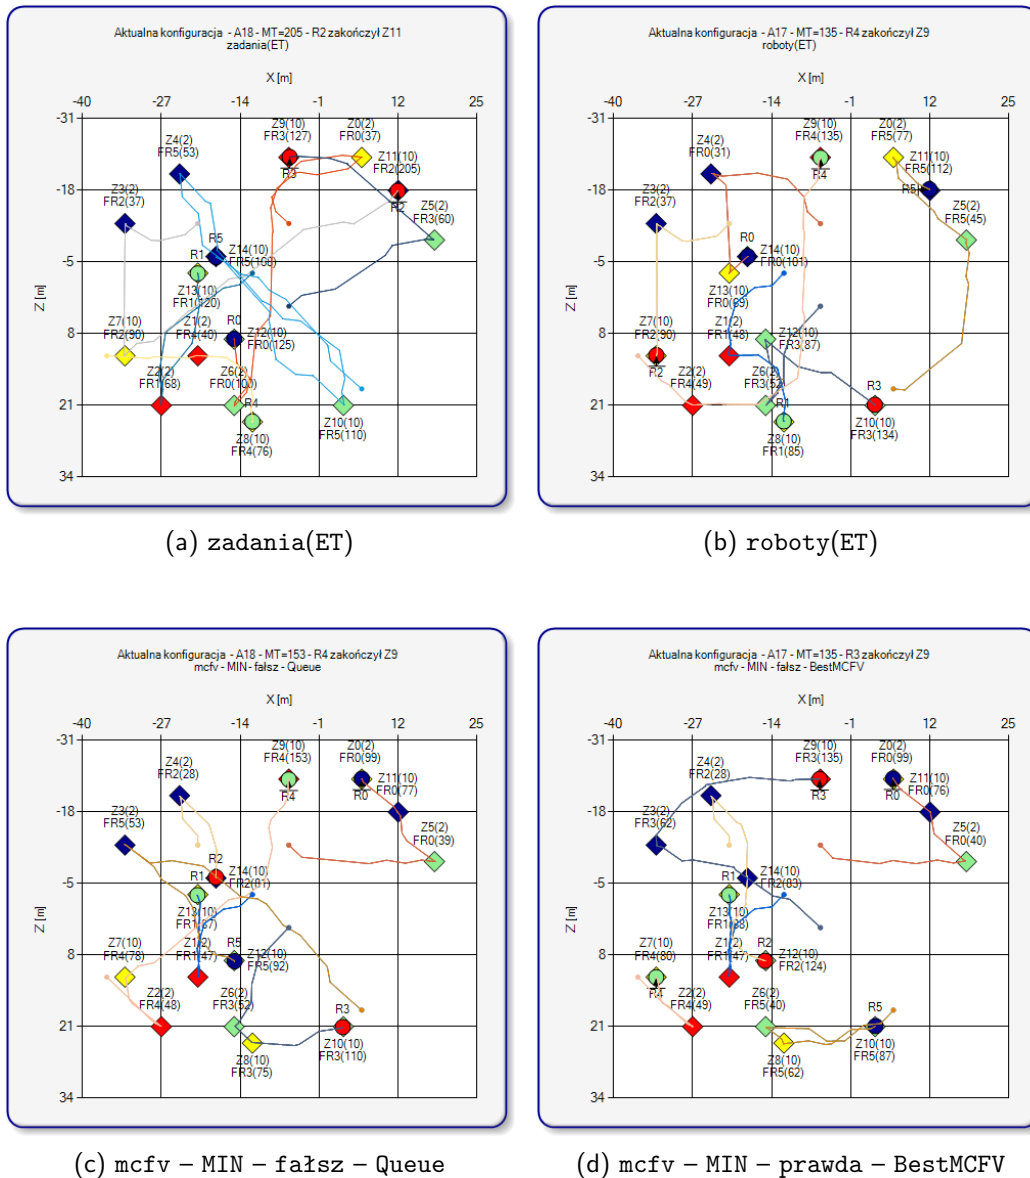 Aktualna konfiguracja - A18 - MT=205 - R2 zakończył Z11
zadania(ET)
X [m]
-40 -27 -14 -1 12 25
-31
-18
-5
8
21
34
Z [m]
Z9(10)
FR3(127)
R3
Z0(2)
FR0(37)
Z4(2)
FR5(53)
Z11(10)
FR2(205)
R2
Z3(2)
FR2(37)
Z5(2)
FR3(60)
R5
R1
Z14(10)
FR5(108)
Z13(10)
FR1(120)
R0
Z7(10)
FR2(90)
Z1(2)
FR4(40)
Z12(10)
FR0(125)
Z2(2)
FR1(68)
Z6(2)
FR0(100)
R4
Z8(10)
FR4(76)
Z10(10)
FR5(110)
(a) zadania(ET)
Aktualna konfiguracja - A17 - MT=135 - R4 zakończył Z9
roboty(ET)
X [m]
-40 -27 -14 -1 12 25
-31
-18
-5
8
21
34
Z [m]
Z9(10)
FR4(135)
R4
Z0(2)
FR5(77)
Z4(2)
FR0(31)
Z11(10)
FR5(112)
R5
Z3(2)
FR2(37)
Z5(2)
FR5(45)
R0
Z14(10)
FR0(101)
Z13(10)
FR0(69)
Z7(10)
FR2(90)
R2
Z1(2)
FR1(48)
Z12(10)
FR3(87)
Z2(2)
FR4(49)
Z6(2)
FR3(52)
R3
R1
Z8(10)
FR1(85)
Z10(10)
FR3(134)
(b) roboty(ET)
Aktualna konfiguracja - A18 - MT=153 - R4 zakończył Z9
mcfv - MIN - fałsz - Queue
X [m]
-40 -27 -14 -1 12 25
-31
-18
-5
8
21
34
Z [m]
Z9(10)
FR4(153)
R4
Z0(2)
FR0(99)
R0
Z4(2)
FR2(28)
Z11(10)
FR0(77)
Z3(2)
FR5(53)
Z5(2)
FR0(39)
R2
R1
Z14(10)
FR2(81)
Z13(10)
FR1(87)
Z7(10)
FR4(78)
Z1(2)
FR1(47)
R5
Z12(10)
FR5(92)
Z2(2)
FR4(48)
Z6(2)
FR3(52)
R3
Z8(10)
FR3(75)
Z10(10)
FR3(110)
(c) mcfv – MIN – fałsz – Queue
Aktualna konfiguracja - A17 - MT=135 - R3 zakończył Z9
mcfv - MIN - fałsz - BestMCFV
X [m]
-40 -27 -14 -1 12 25
-31
-18
-5
8
21
34
Z [m]
Z9(10)
FR3(135)
R3
Z0(2)
FR0(99)
R0
Z4(2)
FR2(28)
Z11(10)
FR0(76)
Z3(2)
FR3(62)
Z5(2)
FR0(40)
R1
Z14(10)
FR2(83)
Z13(10)
Z7(10)
FR4(80)
R4
Z1(2)
FR1(47)
R2
Z12(10)
FR2(124)
Z2(2)
FR4(49)
Z6(2)
FR5(40)
R5
Z8(10)
FR5(62)
Z10(10)
FR5(87)
(d) mcfv – MIN – prawda – BestMCFV